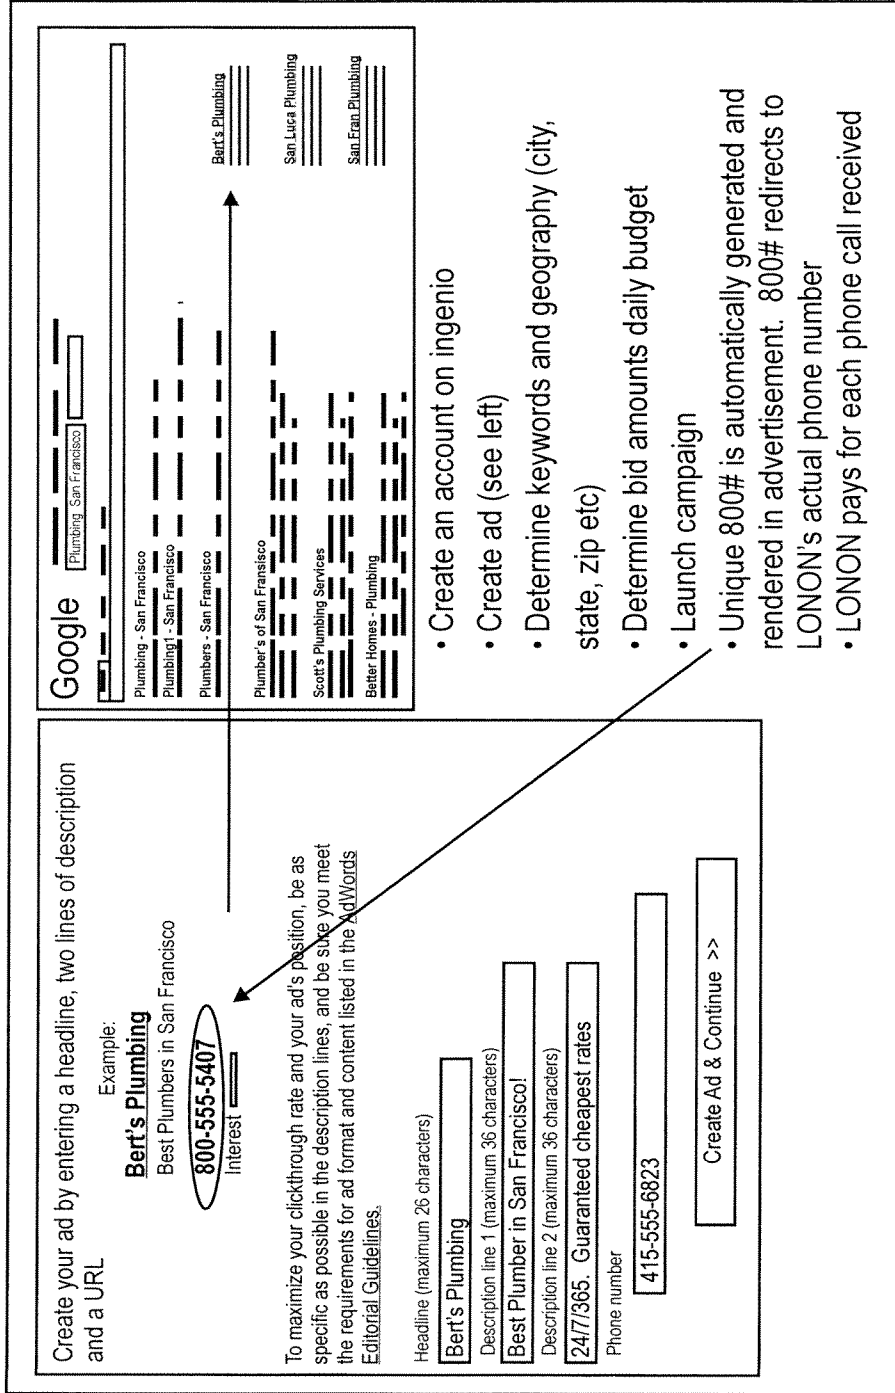 Create your ad by entering a headline, two lines of description
and a URL
Example:
Bert's Plumbing
Best Plumbers in San Francisco
800-555-5407
Interest
To maximize your clickthrough rate and your ad's position, be as
specific as possible in the description lines, and be sure you meet
the requirements for ad format and content listed in the AdWords
Editorial Guidelines.
Headline (maximum 26 characters)
Bert's Plumbing
Description line 1 (maximum 36 characters)
Best Plumber in San Francisco!
Description line 2 (maximum 36 characters)
24/7/365. Guaranteed cheapest rates
Phone number
415-555-6823
Create Ad & Continue >>
Google
Plumbing San Francisco
Plumbing - San Francisco
Plumbing1 - San Francisco
Plumbers - San Francisco
Plumber's of San Fransisco
Scott's Plumbing Services
Better Homes - Plumbing
Bert's Plumbing
San Luca Plumbing
San Fran Plumbing
• Create an account on ingenio
• Create ad (see left)
• Determine keywords and geography (city,
state, zip etc)
• Determine bid amounts daily budget
• Launch campaign
• Unique 800# is automatically generated and
rendered in advertisement. 800# redirects to
LONON's actual phone number
• LONON pays for each phone call received